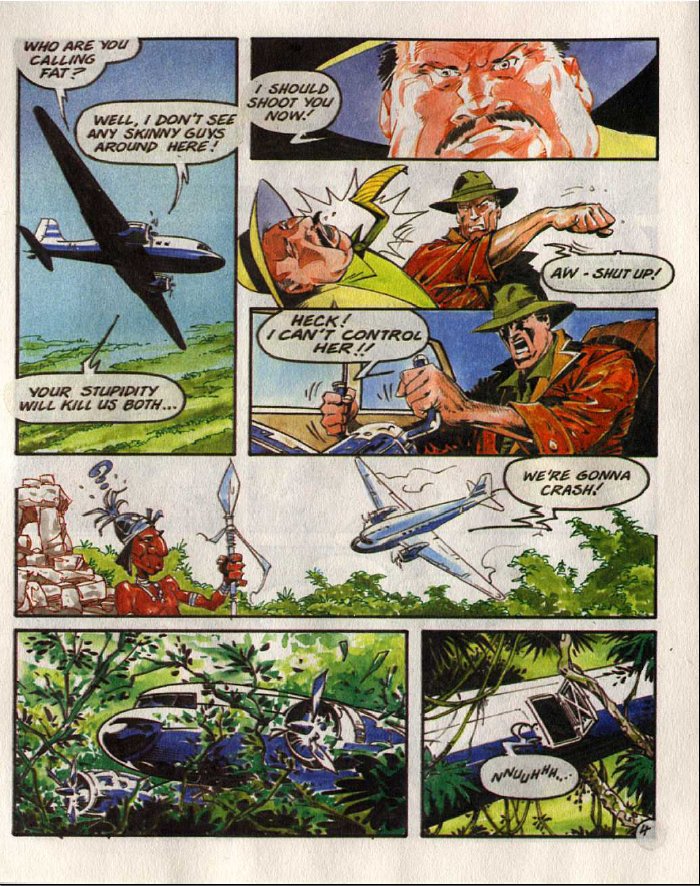 WHO ARE YOU
CALLING
FAT?
WELL, I DON'T SEE
ANY SKINNY GUYS
AROUND HERE!
YOUR STUPIDITY
WILL KILL US BOTH...
I SHOULD
SHOOT YOU
NOW!
AW - SHUT UP!
HECK!
I CAN'T CONTROL
HER!!
?
WE'RE GONNA
CRASH!
NNUUHHH...
4